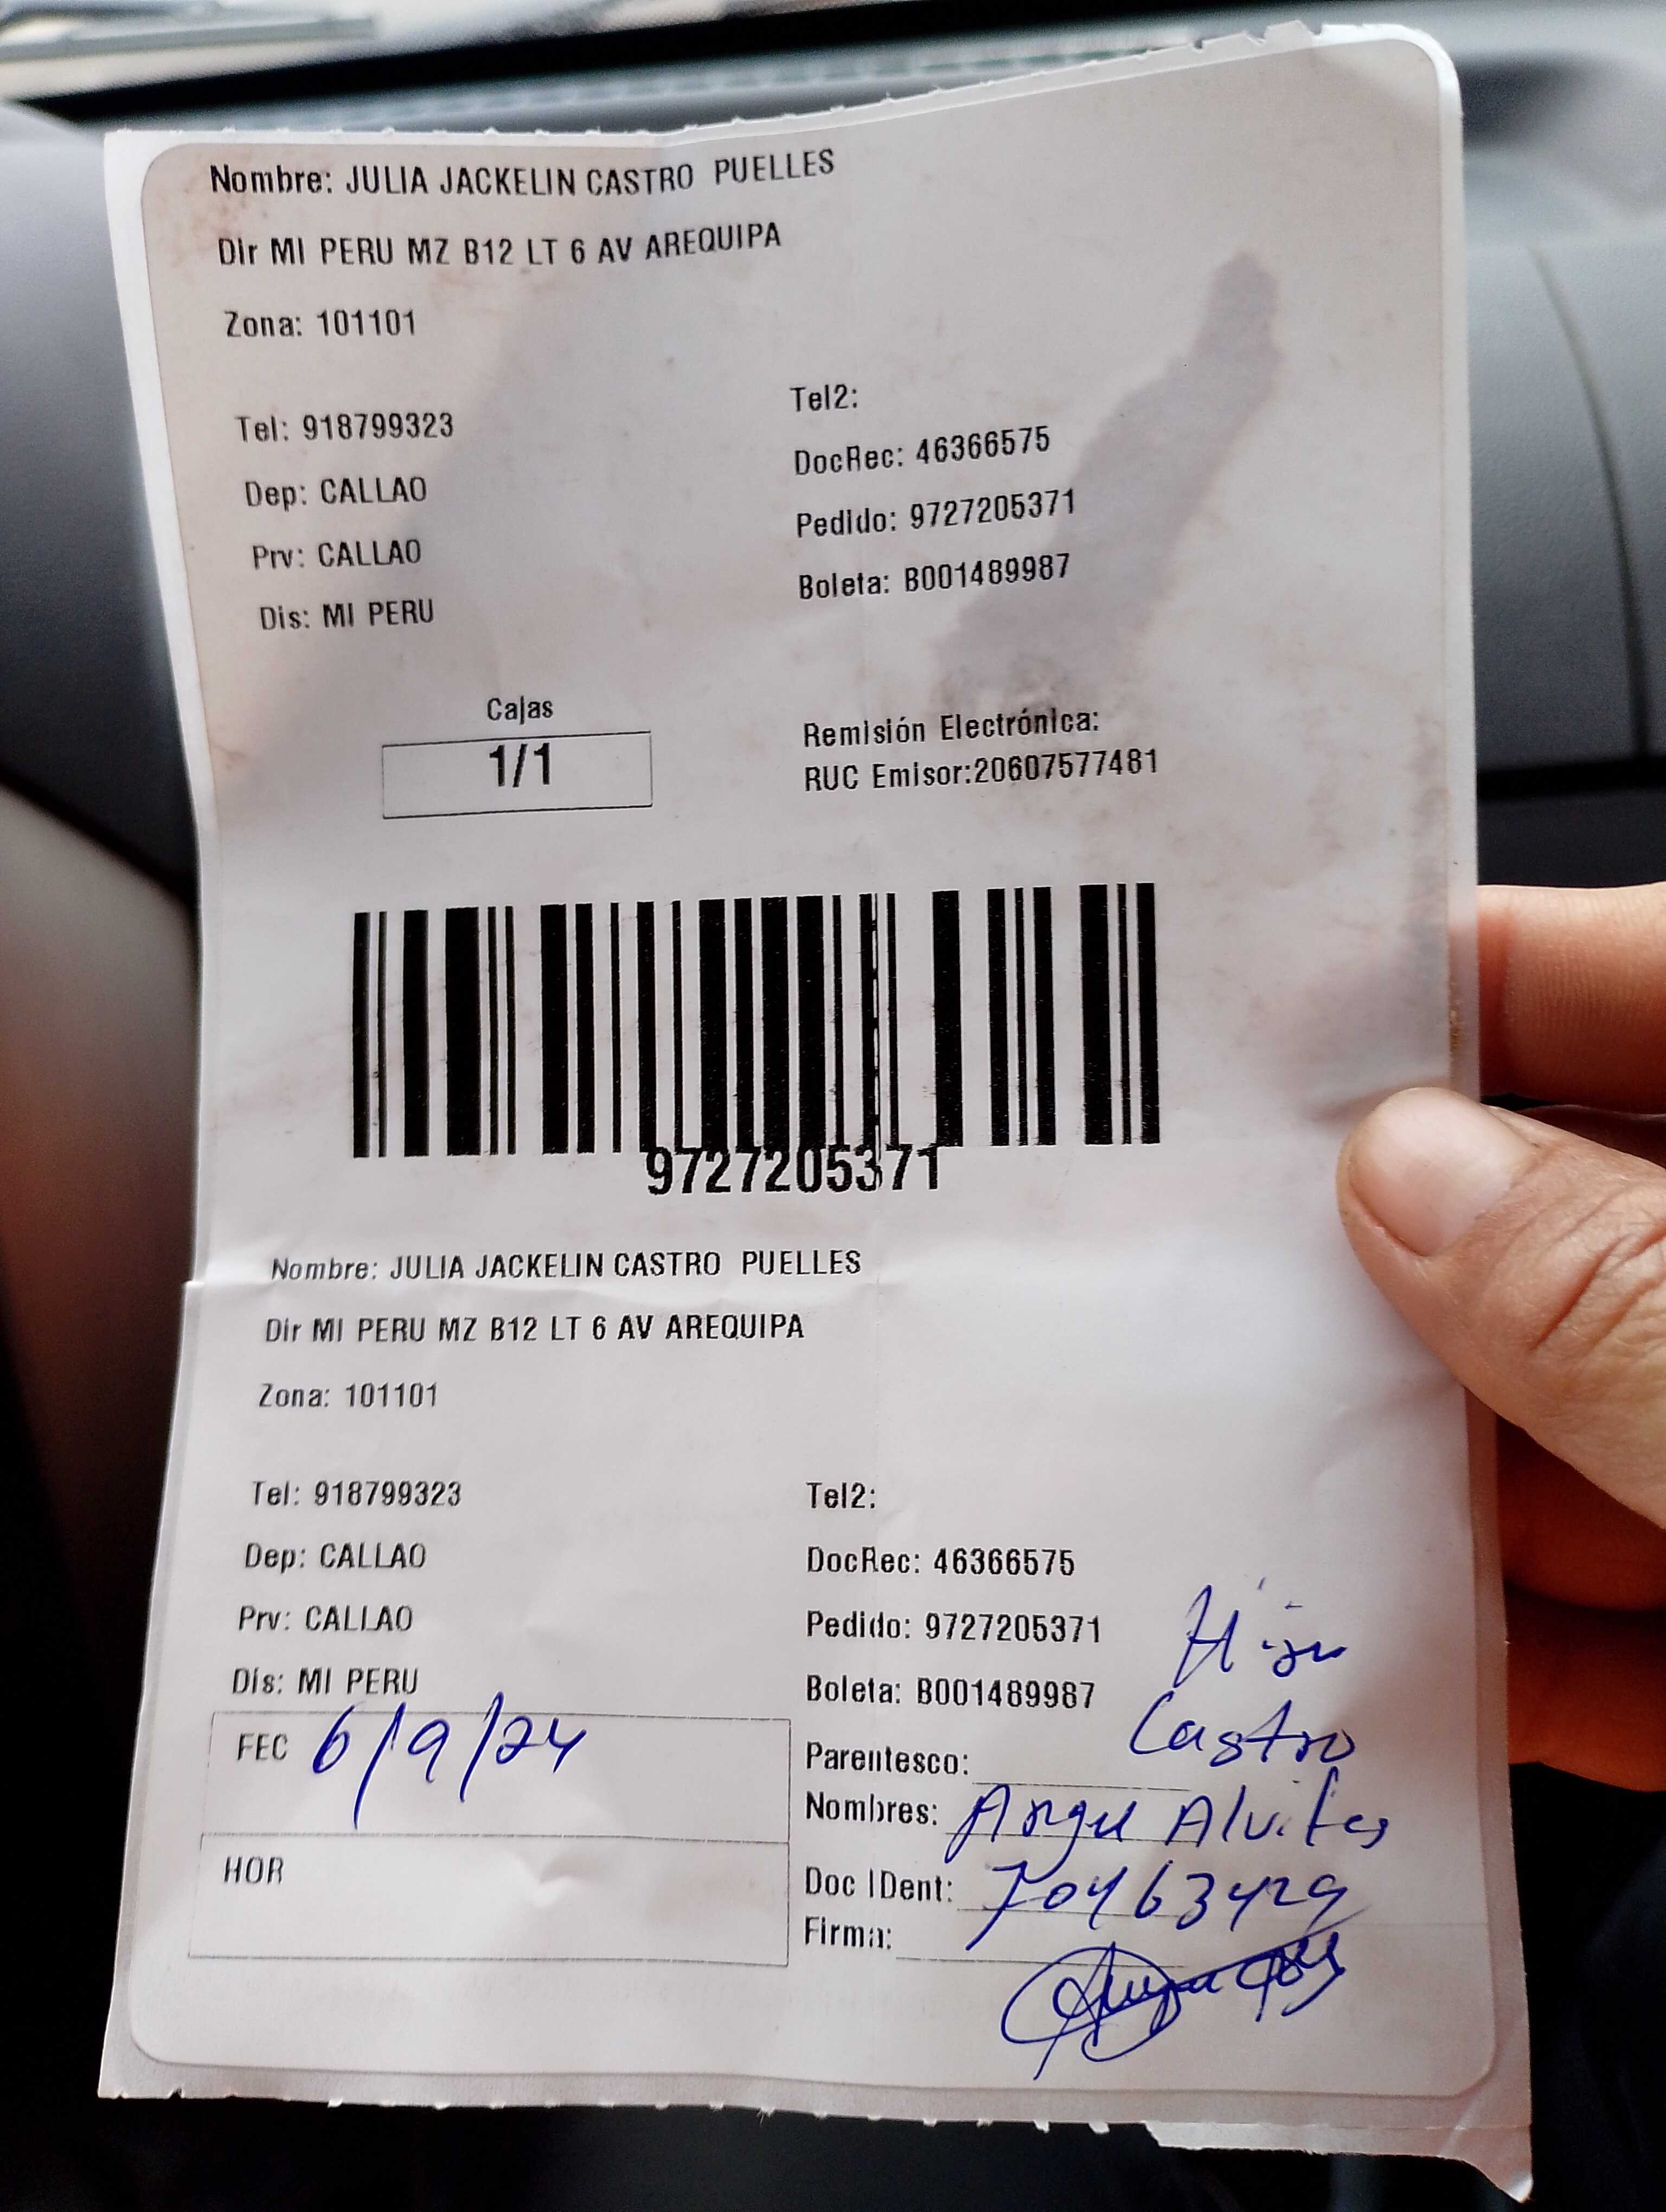 Nombre: JULIA JACKELIN CASTRO PUELLES
Dir MI PERU MZ B12 LT 6 AV AREQUIPA
Zona: 101101
Tel: 918799323
Tel2:
Dep: CALLAO
DocRec: 46366575
Prv: CALLAO
Pedido: 9727205371
Dis: MI PERU
Boleta: B001489987
Cajas
1/1
Remisión Electrónica:
RUC Emisor:20607577481
9727205371
Nombre: JULIA JACKELIN CASTRO PUELLES
Dir MI PERU MZ B12 LT 6 AV AREQUIPA
Zona: 101101
Tel: 918799323
Tel2:
Dep: CALLAO
DocRec: 46366575
Prv: CALLAO
Pedido: 9727205371
Dis: MI PERU
Boleta: B001489987
FEC 6/9/24
Castro
Parentesco:
Nombres: Alvites
HOR
Doc IDent: 70463429
Firma: